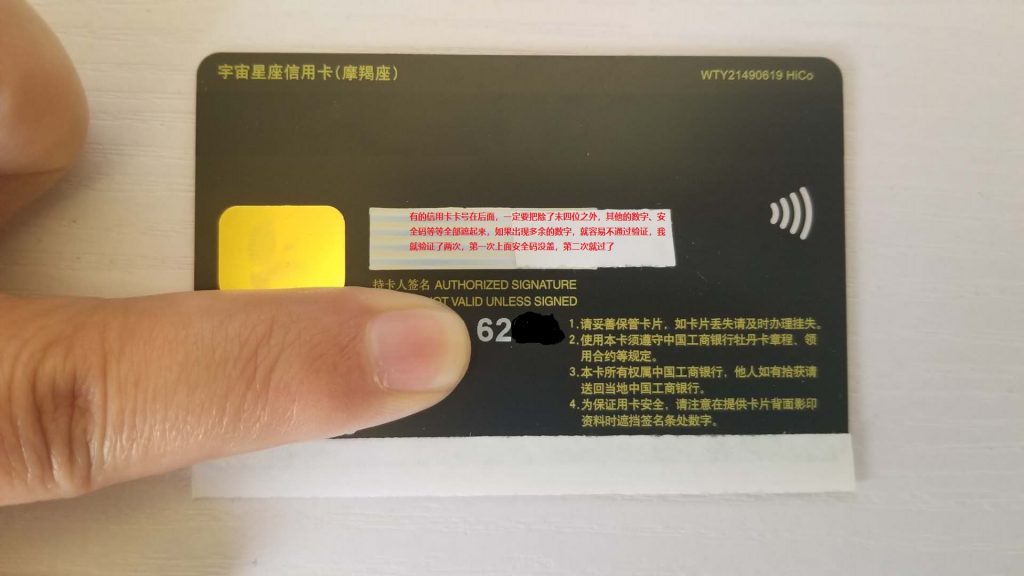 宇宙星座信用卡(摩羯座)
WTY21490619 HiCo
有的信用卡卡号在后面，一定要把除了末四位之外，其他的数字、安
全码等等全部遮起来，如果出现多余的数字，就容易不通过验证，我
就验证了两次，第一次上面安全码没盖，第二次就过了
持卡人签名 AUTHORIZED SIGNATURE
NOT VALID UNLESS SIGNED
62
1.请妥善保管卡片，如卡片丢失请及时办理挂失。
2.使用本卡须遵守中国工商银行牡丹卡章程、领
用合约等规定。
3.本卡所有权属中国工商银行，他人如有拾获请
送回当地中国工商银行。
4.为保证用卡安全，请注意在提供卡片背面影印
资料时遮挡签名条处数字。